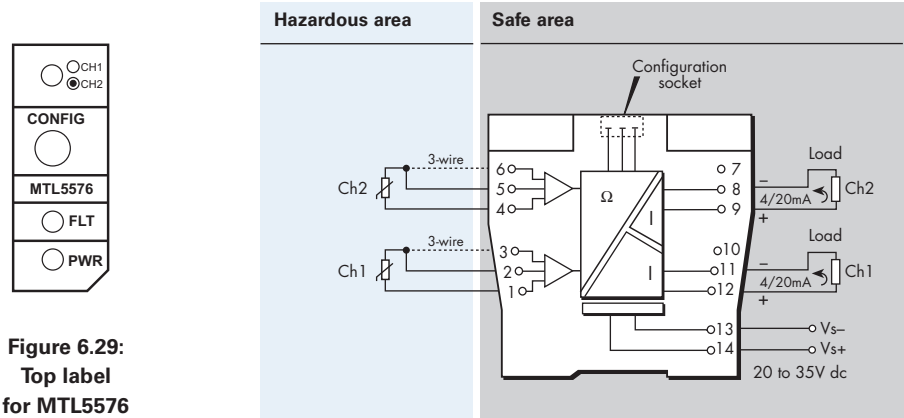 CH1
CH2
CONFIG
MTL5576
FLT
PWR
Figure 6.29:
Top label
for MTL5576
Hazardous area
Safe area
Configuration
socket
3-wire
Ch2
6
5
4
3-wire
Ch1
3
2
1
Ω
I
I
7
8
9
10
11
12
13
14
Load
–
4/20mA
+
Ch2
Load
–
4/20mA
+
Ch1
Vs–
Vs+
20 to 35V dc